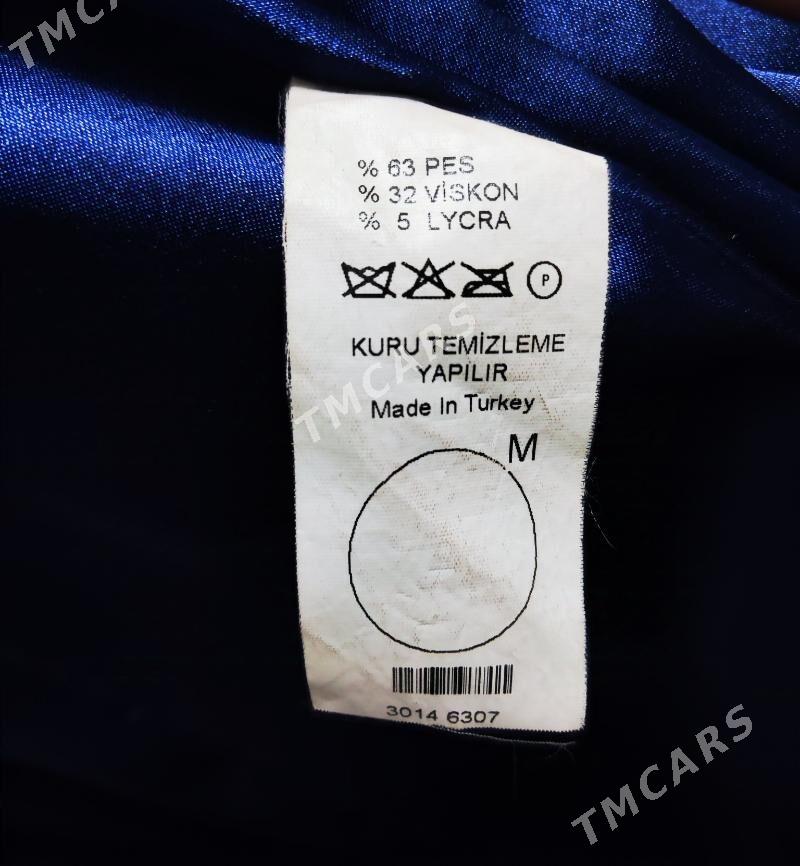 TMCARS
% 63 PES
% 32 VİSKON
% 5 LYCRA
P
KURU TEMİZLEME
YAPILIR
Made In Turkey
TMCARS
M
3014 6307
TMCARS